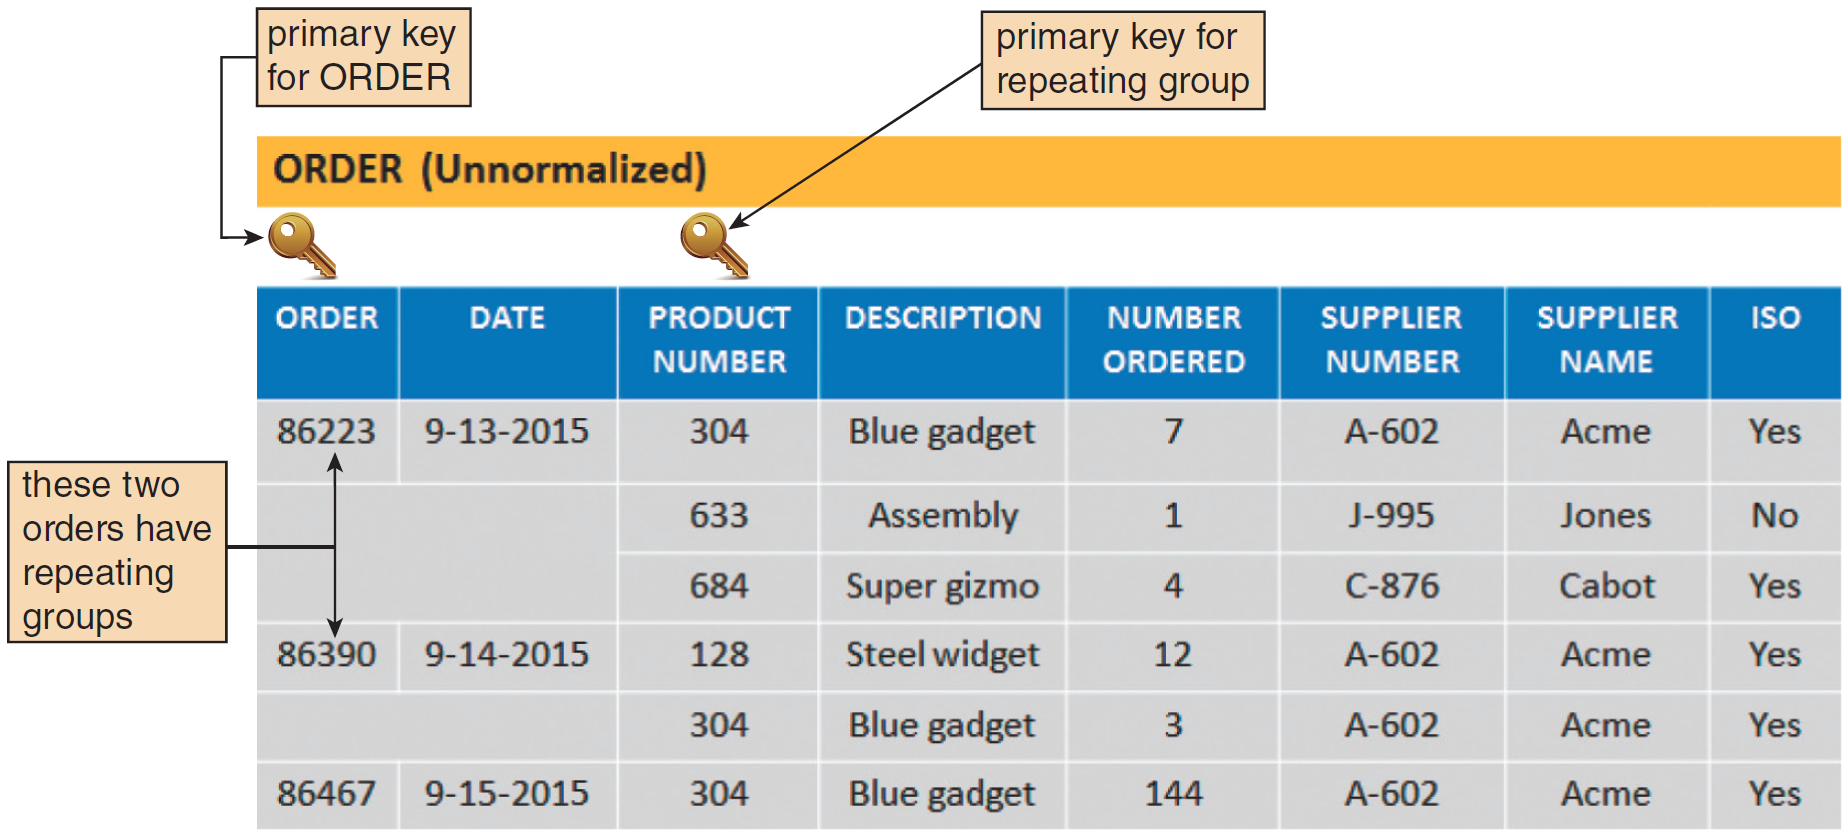 primary key
for ORDER
primary key for
repeating group
ORDER (Unnormalized)
ORDER DATE PRODUCT NUMBER DESCRIPTION NUMBER ORDERED SUPPLIER NUMBER SUPPLIER NAME ISO
86223 9-13-2015 304 Blue gadget 7 A-602 Acme Yes
633 Assembly 1 J-995 Jones No
684 Super gizmo 4 C-876 Cabot Yes
86390 9-14-2015 128 Steel widget 12 A-602 Acme Yes
304 Blue gadget 3 A-602 Acme Yes
86467 9-15-2015 304 Blue gadget 144 A-602 Acme Yes
these two
orders have
repeating
groups